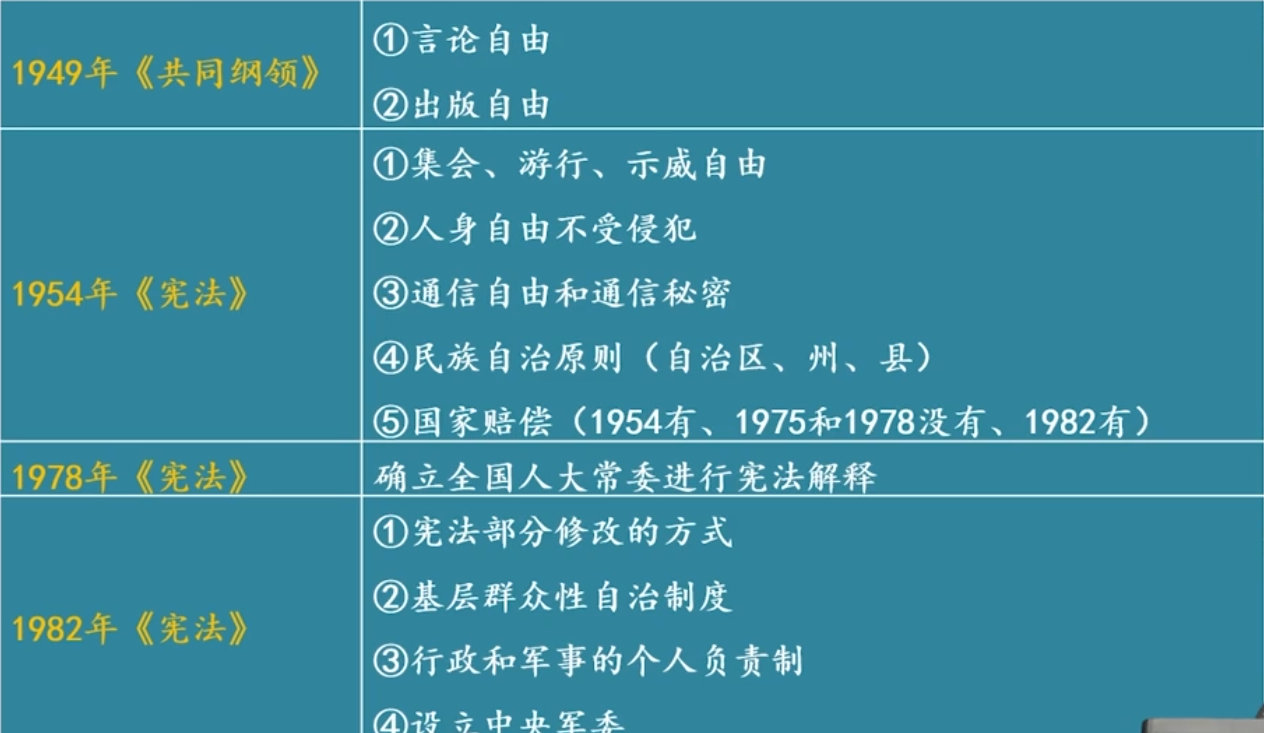 1949年《共同纲领》
①言论自由
②出版自由
1954年《宪法》
①集会、游行、示威自由
②人身自由不受侵犯
③通信自由和通信秘密
④民族自治原则（自治区、州、县）
⑤国家赔偿（1954有、1975和1978没有、1982有）
1978年《宪法》
确立全国人大常委进行宪法解释
1982年《宪法》
①宪法部分修改的方式
②基层群众性自治制度
③行政和军事的个人负责制
④设立中央军委